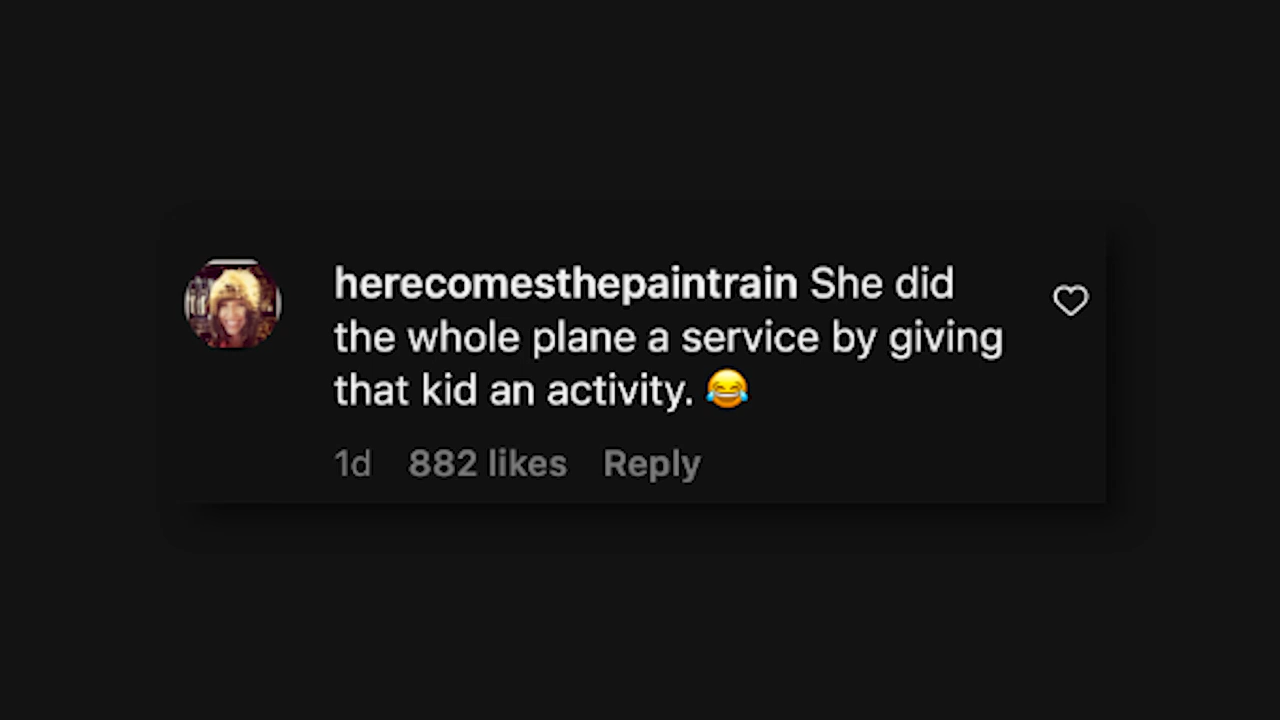 herecomesthepaintrain She did
the whole plane a service by giving
that kid an activity. 😂
1d 882 likes Reply